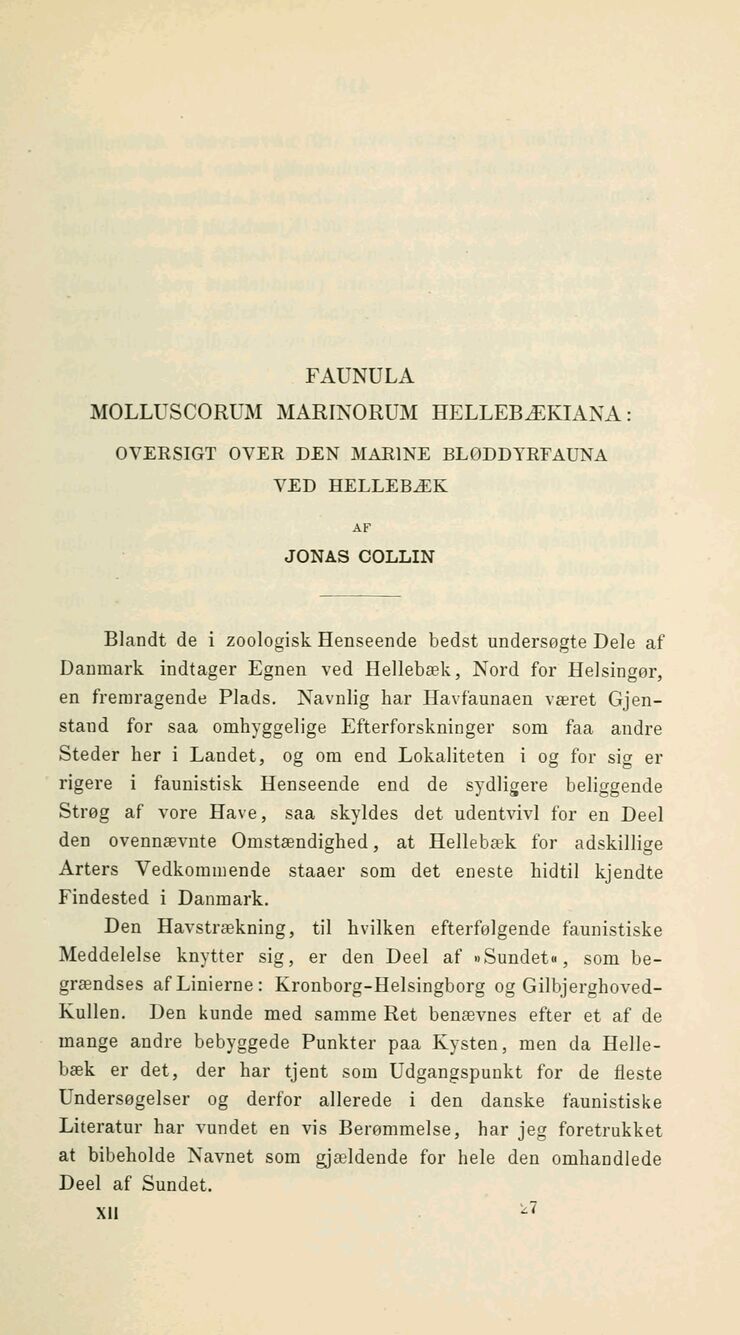 FAUNULA
MOLLUSCORUM MARINORUM HELLEBÆKIANA:
OVERSIGT OVER DEN MARINE BLØDDYRFAUNA
VED HELLEBÆK
AF
JONAS COLLIN
Blandt de i zoologisk Henseende bedst undersøgte Dele af
Danmark indtager Egnen ved Hellebæk, Nord for Helsingør,
en fremragende Plads. Navnlig har Havfaunaen været Gjen-
stand for saa omhyggelige Efterforskninger som faa andre
Steder her i Landet, og om end Lokaliteten i og for sig er
rigere i faunistisk Henseende end de sydligere beliggende
Strøg af vore Have, saa skyldes det udentvivl for en Deel
den ovennævnte Omstændighed, at Hellebæk for adskillige
Arters Vedkommende staaer som det eneste hidtil kjendte
Findested i Danmark.
Den Havstrækning, til hvilken efterfølgende faunistiske
Meddelelse knytter sig, er den Deel af »Sundet«, som be-
grændses af Linierne: Kronborg-Helsingborg og Gilbjerghoved-
Kullen. Den kunde med samme Ret benævnes efter et af de
mange andre bebyggede Punkter paa Kysten, men da Helle-
bæk er det, der har tjent som Udgangspunkt for de fleste
Undersøgelser og derfor allerede i den danske faunistiske
Literatur har vundet en vis Berømmelse, har jeg foretrukket
at bibeholde Navnet som gjældende for hele den omhandlede
Deel af Sundet.
XII 27